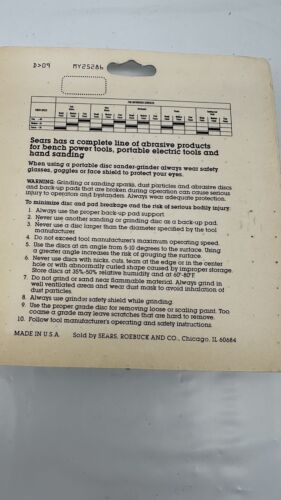 D>09 MY25286
Sears has a complete line of abrasive products
for bench power tools, portable electric tools and
hand sanding
When using a portable disc sander-grinder always wear safety
glasses, goggles or face shield to protect your eyes.
WARNING: Grinding or sanding sparks, dust particles and abrasive discs
and back-up pads that are broken during operation can cause serious
injury to operators and bystanders. Always wear adequate protection.
To minimize disc and pad breakage and the risk of serious bodily injury:
1. Always use the proper back-up pad support.
2. Never use another sanding or grinding disc as a back-up pad.
3. Never use a disc larger than the diameter specified by the tool
manufacturer.
4. Do not exceed tool manufacturer's maximum operating speed.
5. Use the discs at an angle from 5-10 degrees to the surface. Using
a greater angle increases the risk of gouging the surface.
6. Never use discs with nicks, cuts, tears at the edge or in the center
hole or with abnormally curled shape caused by improper storage.
Store discs at 35%-50% relative humidity and at 60°-80°F.
7. Do not grind or sand near flammable material. Always grind in
well ventilated areas and wear dust mask to avoid inhalation of
dust particles.
8. Always use grinder safety shield while grinding.
9. Use the proper grade disc for removing loose or scaling paint. Too
coarse a grade may leave scratches that are hard to remove.
10. Follow tool manufacturer's operating and safety instructions.
MADE IN U.S.A. Sold by SEARS, ROEBUCK AND CO., Chicago, IL 60684